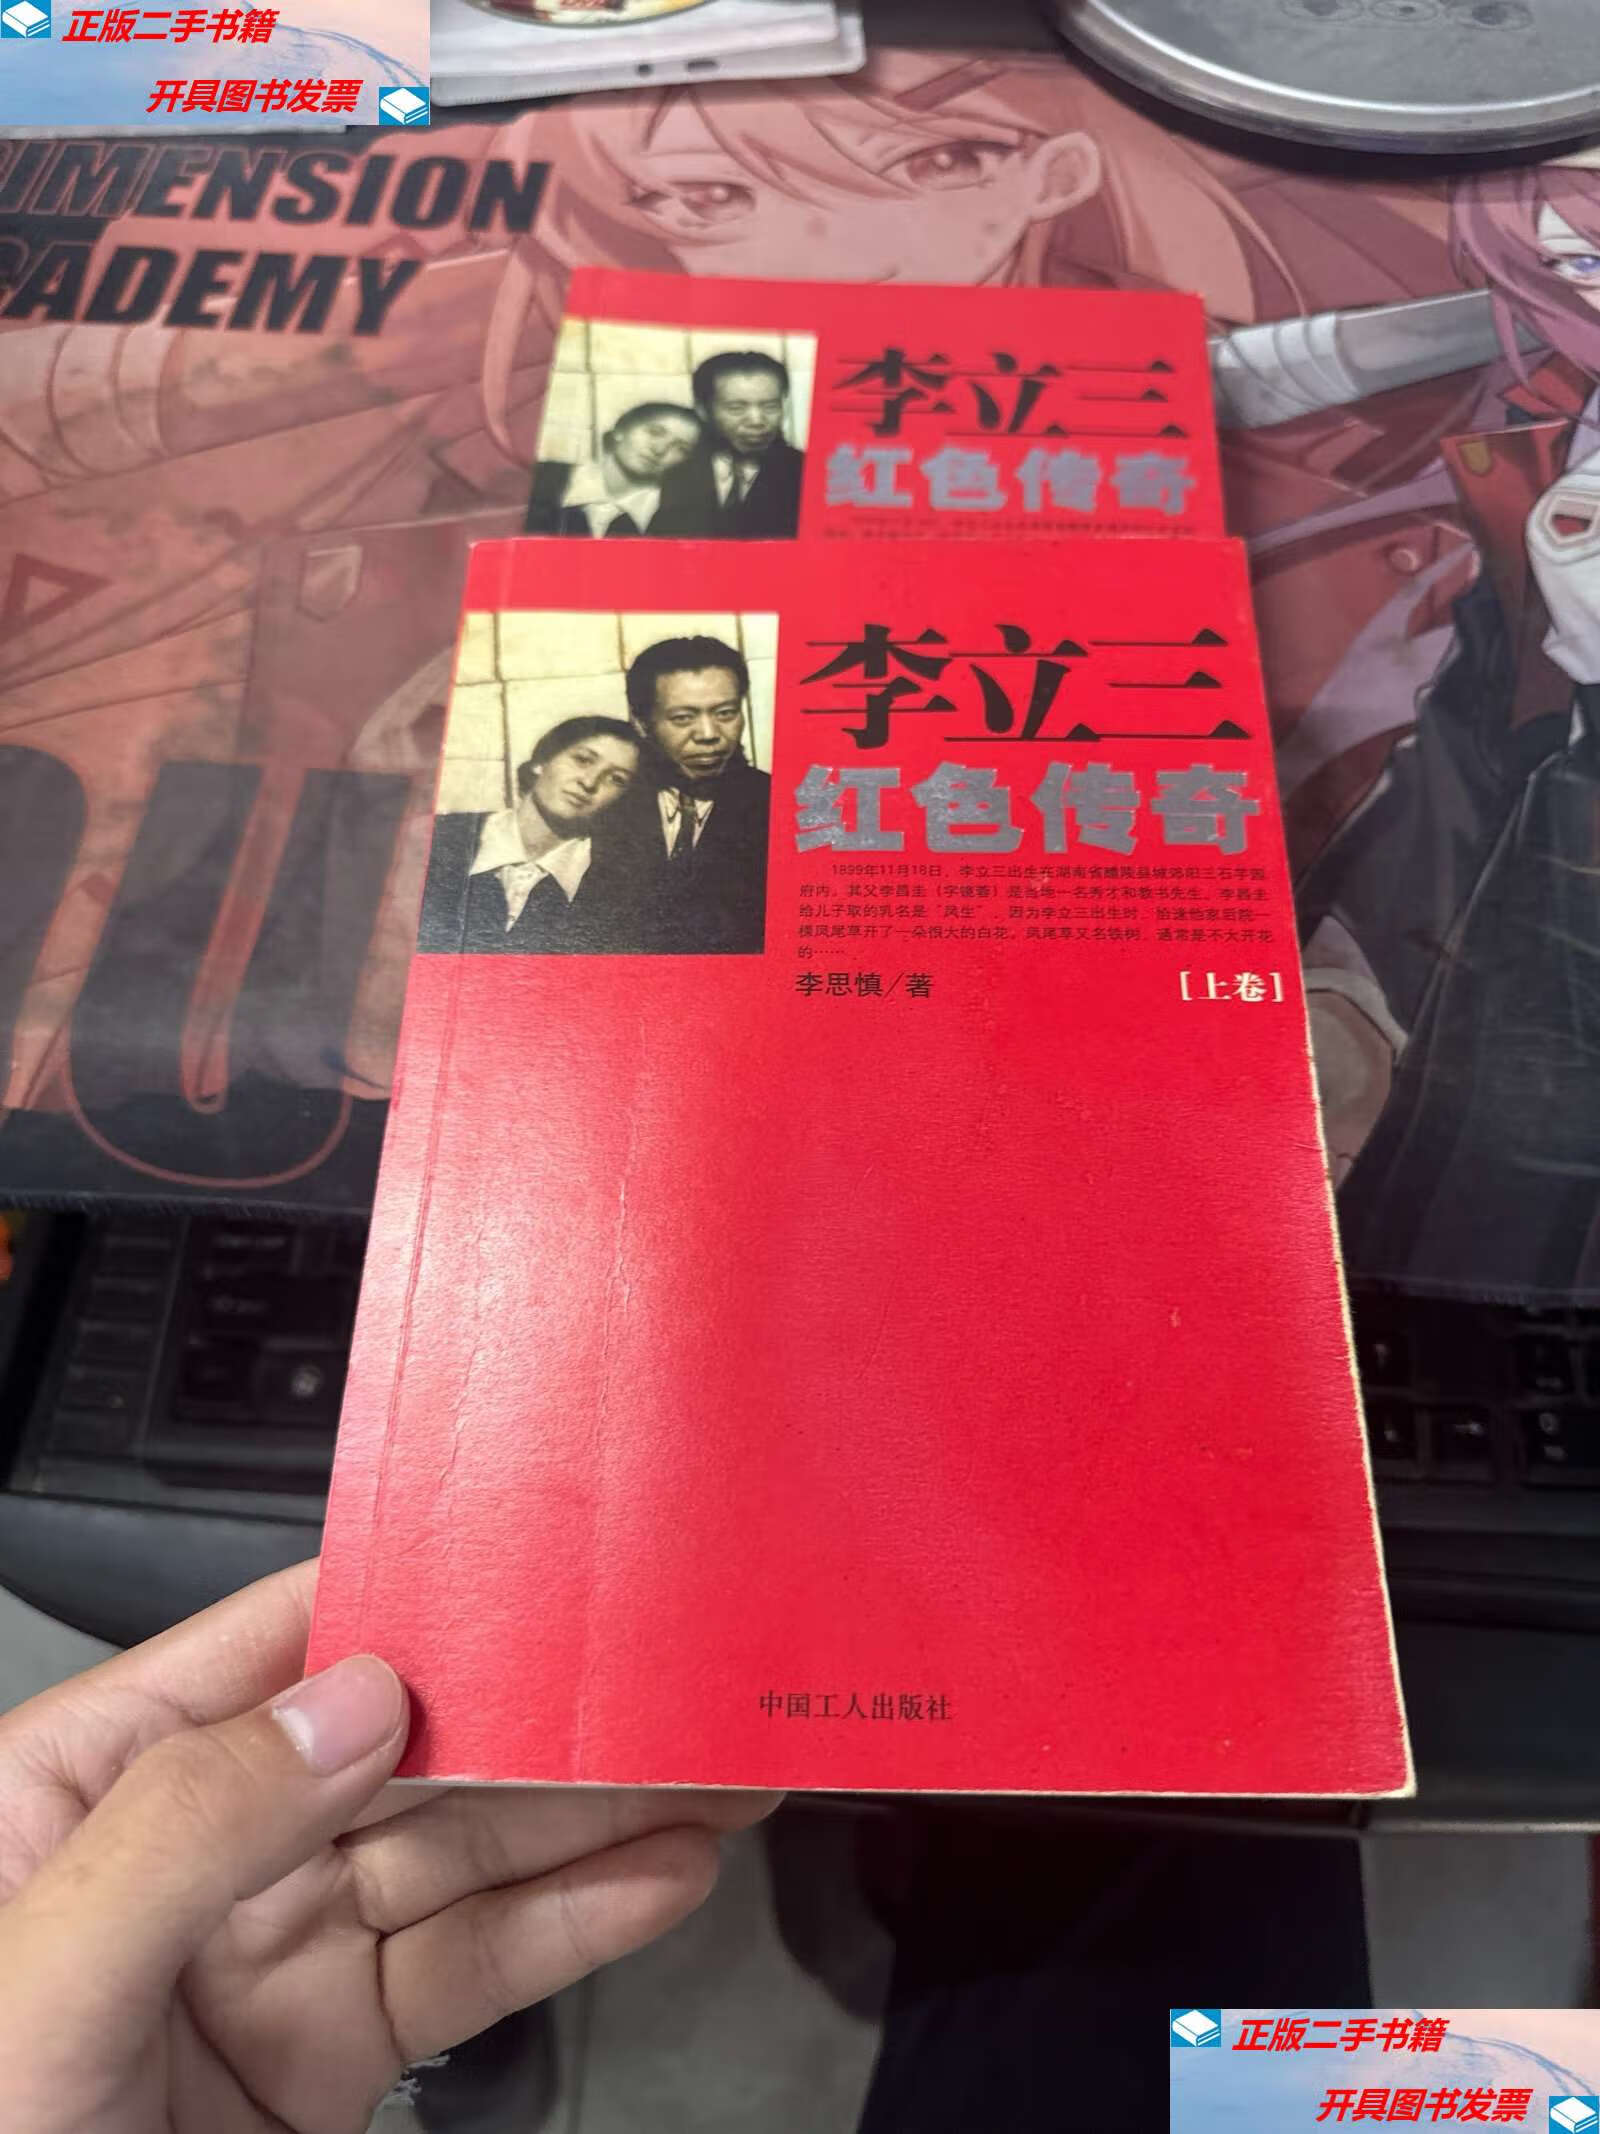 正版二手书籍
开具图书发票
DIMENSION
ACADEMY
李立三
红色传奇
李立三
红色传奇
1899年11月18日，李立三出生在湖南省醴陵县城郊阳三石芋园
府内。其父李昌圭（字镜蓉）是当地一名秀才和教书先生。李昌圭
给儿子取的乳名是“凤生”。因为李立三出生时，恰逢他家后院一
棵凤尾草开了一朵很大的白花。凤尾草又名铁树，通常是不大开花
的……
李思慎/著
[上卷]
中国工人出版社
正版二手书籍
开具图书发票